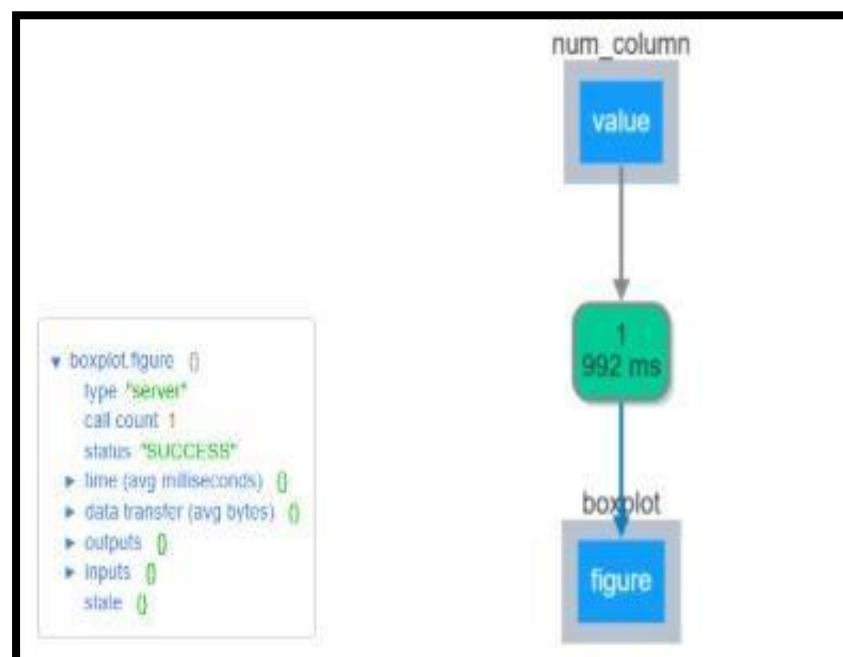 num_column
value
1
992 ms
boxplot
figure
▼ boxplot.figure {}
type "server"
call count 1
status "SUCCESS"
► time (avg milliseconds) {}
► data transfer (avg bytes) {}
► outputs {}
► inputs {}
state {}